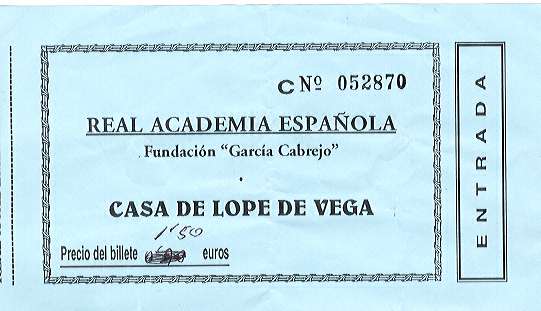 C Nº 052870
REAL ACADEMIA ESPAÑOLA
Fundación "García Cabrejo"
CASA DE LOPE DE VEGA
1'50
Precio del billete euros
ENTRADA